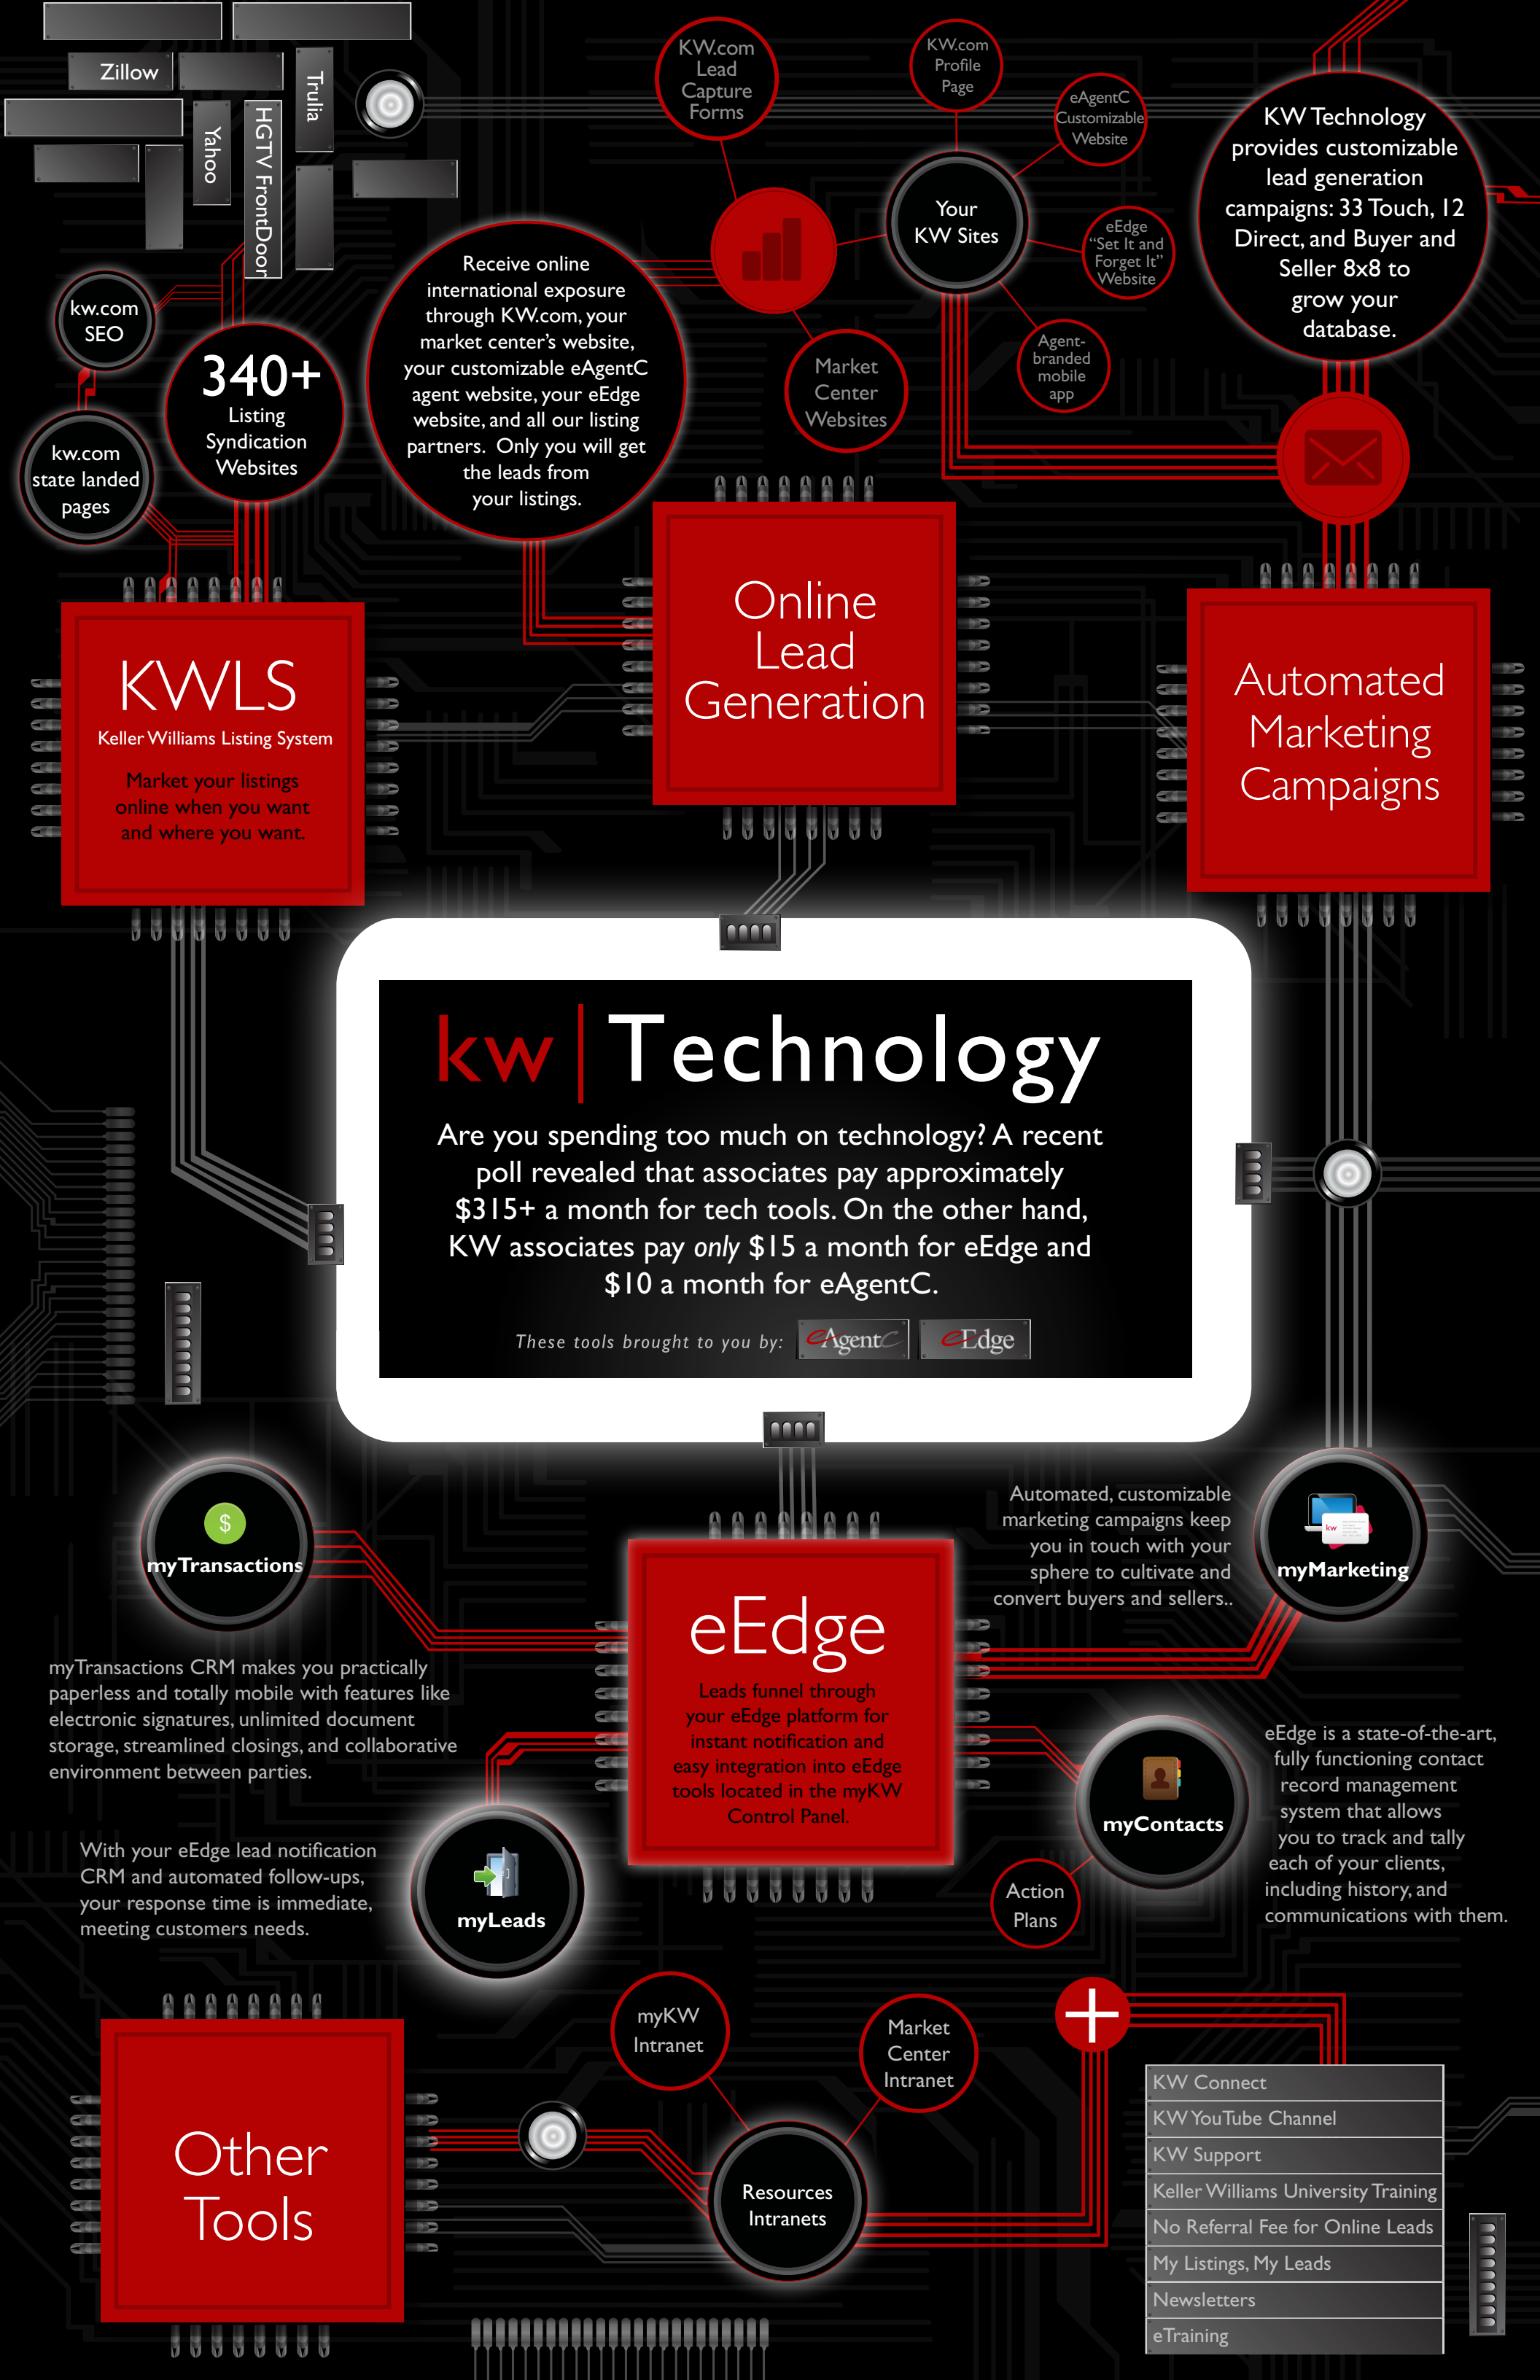 Zillow
Trulia
Yahoo
HGTV FrontDoor
kw.com
SEO
340+
Listing
Syndication
Websites
kw.com
state landed
pages
Receive online
international exposure
through KW.com, your
market center's website,
your customizable eAgentC
agent website, your eEdge
website, and all our listing
partners. Only you will get
the leads from
your listings.
KW.com
Lead
Capture
Forms
KW.com
Profile
Page
eAgentC
Customizable
Website
Your
KW Sites
eEdge
“Set It and
Forget It”
Website
Agent-
branded
mobile
app
Market
Center
Websites
KW Technology
provides customizable
lead generation
campaigns: 33 Touch, 12
Direct, and Buyer and
Seller 8x8 to
grow your
database.
KWLS
Keller Williams Listing System
Market your listings
online when you want
and where you want.
Online
Lead
Generation
Automated
Marketing
Campaigns
kw | Technology
Are you spending too much on technology? A recent
poll revealed that associates pay approximately
$315+ a month for tech tools. On the other hand,
KW associates pay only $15 a month for eEdge and
$10 a month for eAgentC.
These tools brought to you by: eAgentC eEdge
$
myTransactions
myTransactions CRM makes you practically
paperless and totally mobile with features like
electronic signatures, unlimited document
storage, streamlined closings, and collaborative
environment between parties.
With your eEdge lead notification
CRM and automated follow-ups,
your response time is immediate,
meeting customers needs.
myLeads
eEdge
Leads funnel through
your eEdge platform for
instant notification and
easy integration into eEdge
tools located in the myKW
Control Panel.
Automated, customizable
marketing campaigns keep
you in touch with your
sphere to cultivate and
convert buyers and sellers..
kw
myMarketing
myContacts
Action
Plans
eEdge is a state-of-the-art,
fully functioning contact
record management
system that allows
you to track and tally
each of your clients,
including history, and
communications with them.
Other
Tools
myKW
Intranet
Market
Center
Intranet
Resources
Intranets
KW Connect
KW YouTube Channel
KW Support
Keller Williams University Training
No Referral Fee for Online Leads
My Listings, My Leads
Newsletters
eTraining